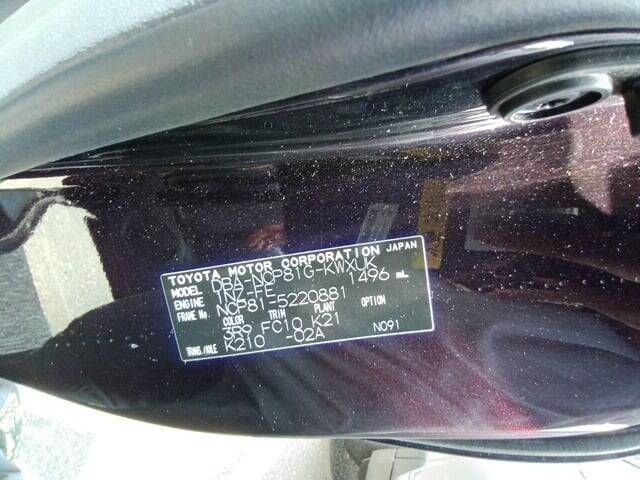 TOYOTA MOTOR CORPORATION JAPAN
MODEL DBA-NCP81G-KWXUK
ENGINE 1NZ-FE 1496 mL
FRAME No. NCP81-5220881
COLOR TRIM PLANT OPTION
3R9 FC10 K21
TRANS./AXLE K210 -02A N091